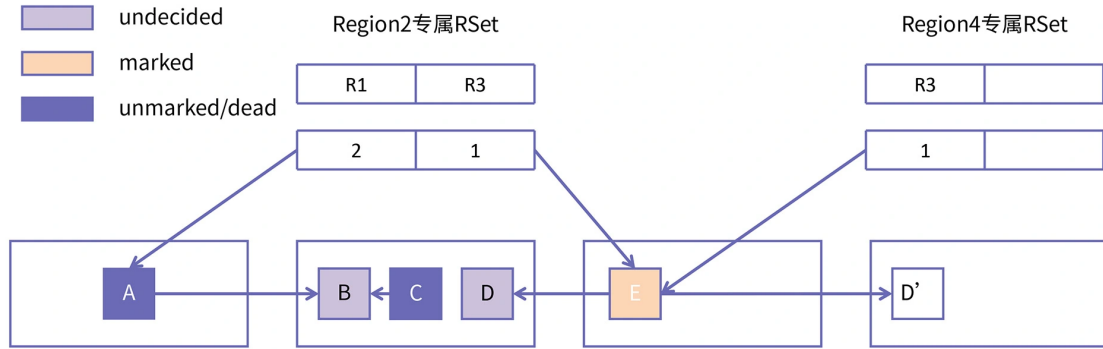 undecided
marked
unmarked/dead
Region2专属RSet
Region4专属RSet
R1 R3
R3
2 1
1
A
B
C
D
E
D’